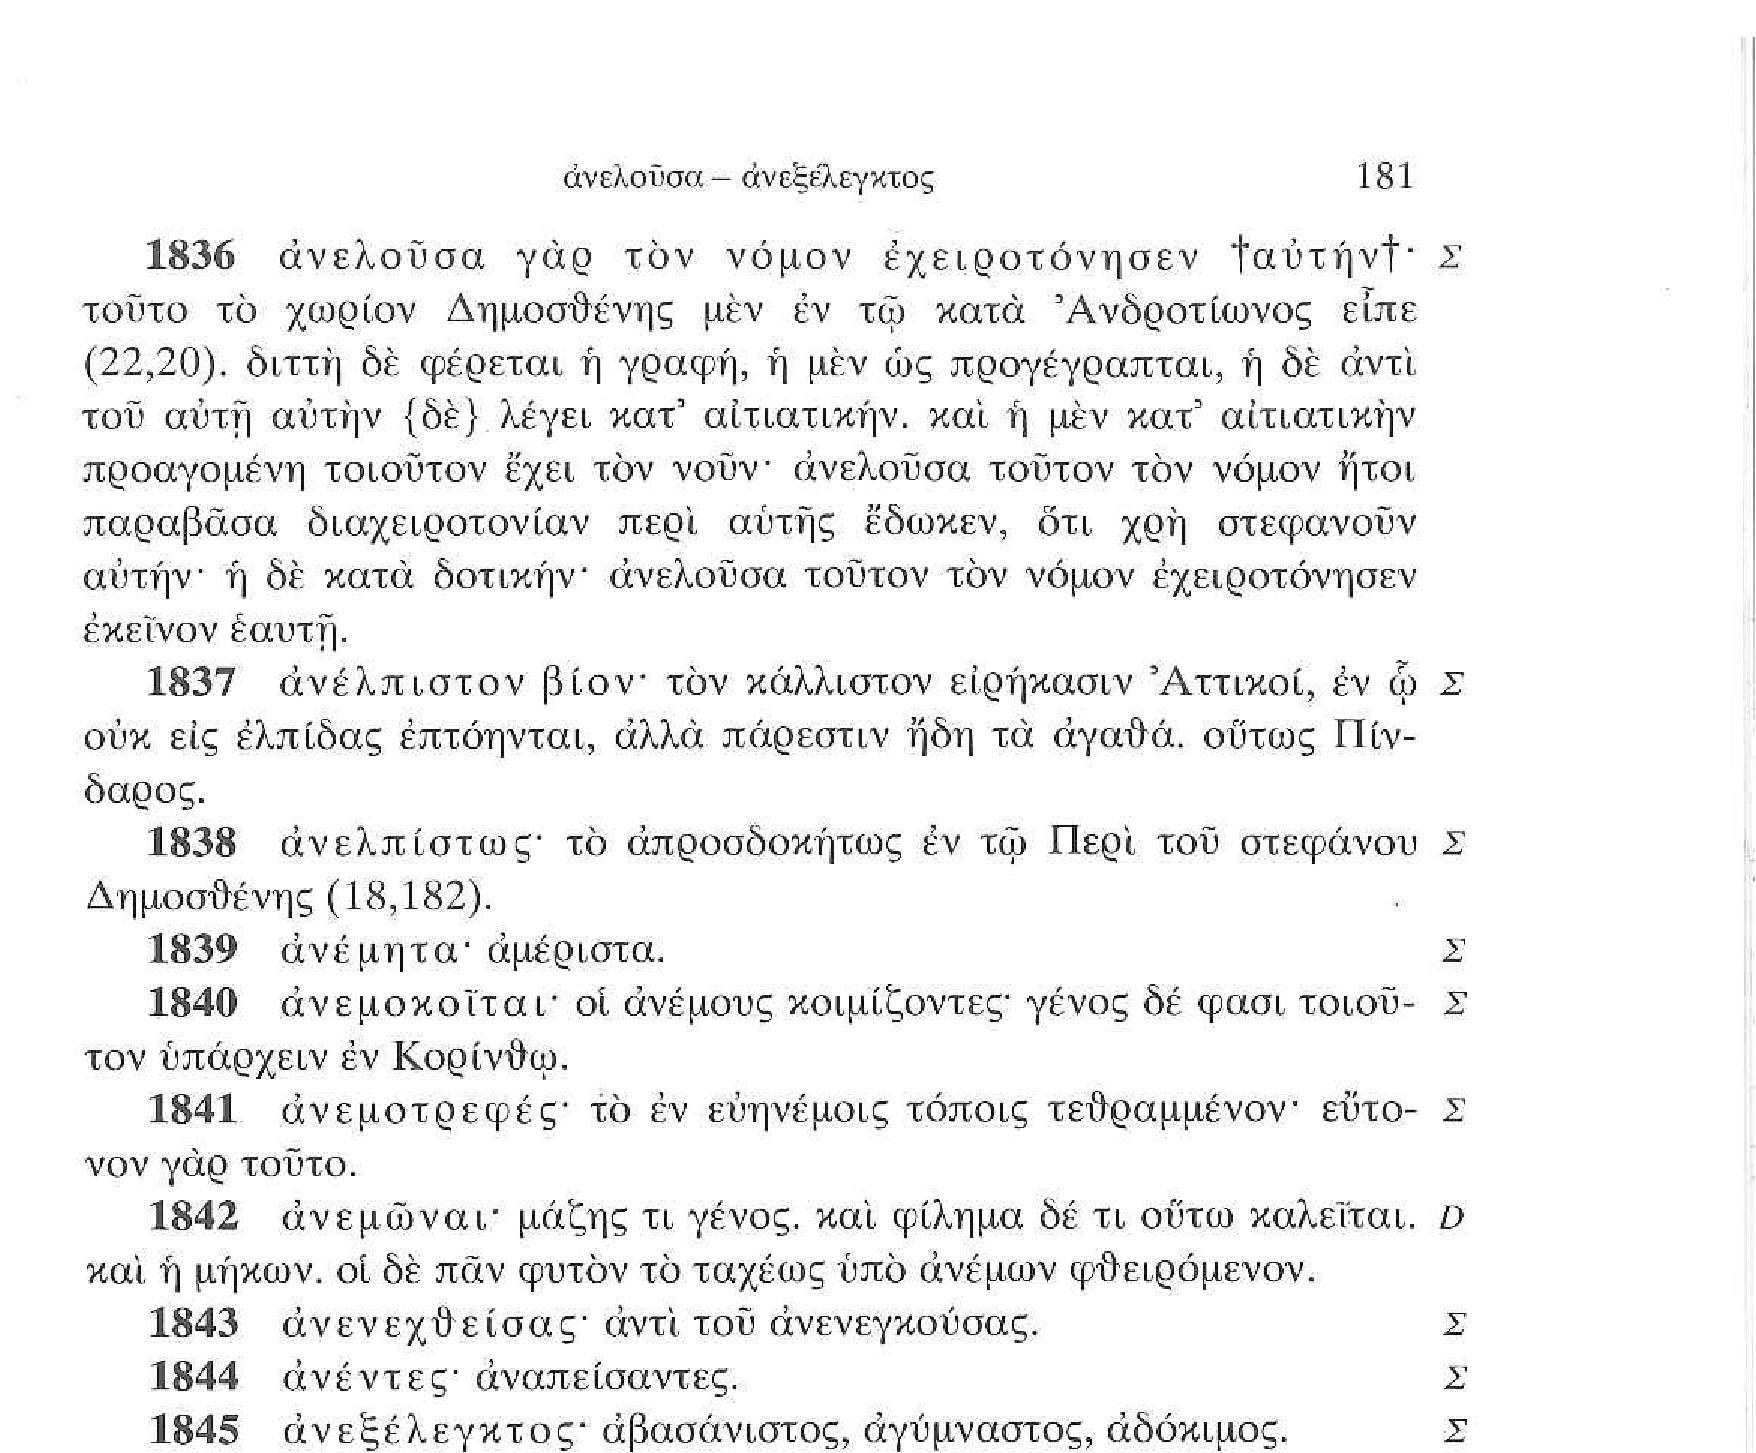 ἀνελοῦσα – ἀνεξέλεγκτος 181
1836 ἀνελοῦσα γὰρ τὸν νόμον ἐχειροτόνησεν †αὐτήν†· Σ
τοῦτο τὸ χωρίον Δημοσθένης μὲν ἐν τῷ κατὰ Ἀνδροτίωνος εἶπε
(22,20). διττὴ δὲ φέρεται ἡ γραφή, ἡ μὲν ὡς προγέγραπται, ἡ δὲ ἀντὶ
τοῦ αὑτῇ αὑτὴν {δὲ} λέγει κατ’ αἰτιατικήν. καὶ ἡ μὲν κατ’ αἰτιατικὴν
προαγομένη τοιοῦτον ἔχει τὸν νοῦν· ἀνελοῦσα τοῦτον τὸν νόμον ἤτοι
παραβᾶσα διαχειροτονίαν περὶ αὑτῆς ἔδωκεν, ὅτι χρὴ στεφανοῦν
αὐτήν· ἡ δὲ κατὰ δοτικήν· ἀνελοῦσα τοῦτον τὸν νόμον ἐχειροτόνησεν
ἐκεῖνον ἑαυτῇ.
1837 ἀνέλπιστον βίον· τὸν κάλλιστον εἰρήκασιν Ἀττικοί, ἐν ᾧ Σ
οὐκ εἰς ἐλπίδας ἐπτόηνται, ἀλλὰ πάρεστιν ἤδη τὰ ἀγαθά. οὕτως Πίν-
δαρος.
1838 ἀνελπίστως· τὸ ἀπροσδοκήτως ἐν τῷ Περὶ τοῦ στεφάνου Σ
Δημοσθένης (18,182).
1839 ἀνέμητα· ἀμέριστα. Σ
1840 ἀνεμοκοῖται· οἱ ἀνέμους κοιμίζοντες· γένος δέ φασι τοιοῦ- Σ
τον ὑπάρχειν ἐν Κορίνθῳ.
1841 ἀνεμοτρεφές· τὸ ἐν εὐηνέμοις τόποις τεθραμμένον· εὔτο- Σ
νον γὰρ τοῦτο.
1842 ἀνεμῶναι· μάζης τι γένος. καὶ φίλημα δέ τι οὕτω καλεῖται. D
καὶ ἡ μήκων. οἱ δὲ πᾶν φυτὸν τὸ ταχέως ὑπὸ ἀνέμων φθειρόμενον.
1843 ἀνενεχθείσας· ἀντὶ τοῦ ἀνενεγκούσας. Σ
1844 ἀνέντες· ἀναπείσαντες. Σ
1845 ἀνεξέλεγκτος· ἀβασάνιστος, ἀγύμναστος, ἀδόκιμος. Σ